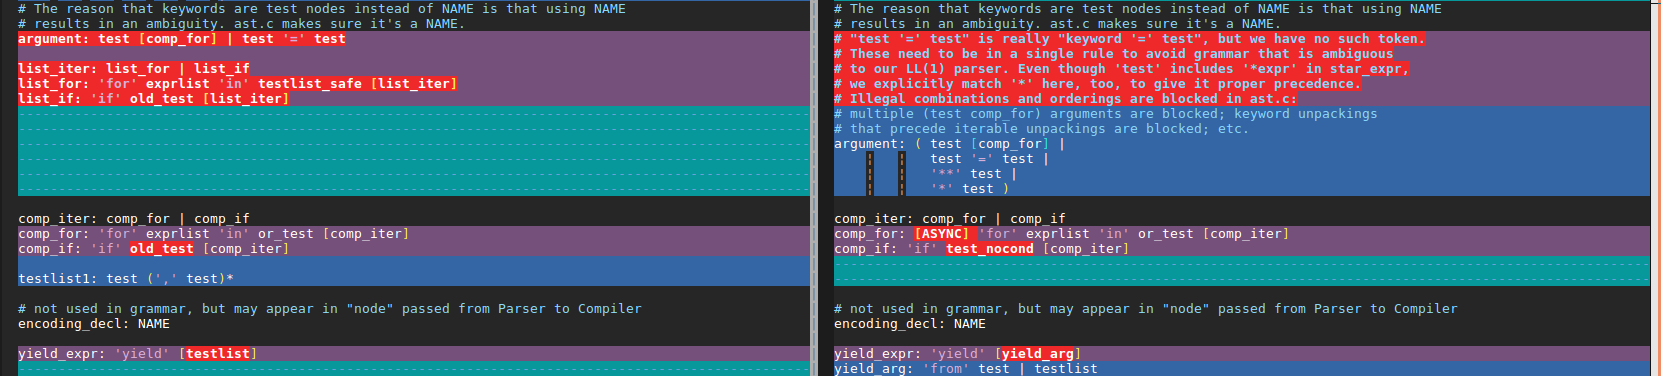 # The reason that keywords are test nodes instead of NAME is that using NAME
# results in an ambiguity. ast.c makes sure it's a NAME.
argument: test [comp_for] | test '=' test
list_iter: list_for | list_if
list_for: 'for' exprlist 'in' testlist_safe [list_iter]
list_if: 'if' old_test [list_iter]
comp_iter: comp_for | comp_if
comp_for: 'for' exprlist 'in' or_test [comp_iter]
comp_if: 'if' old_test [comp_iter]
testlist1: test (',' test)*
# not used in grammar, but may appear in "node" passed from Parser to Compiler
encoding_decl: NAME
yield_expr: 'yield' [testlist]
# The reason that keywords are test nodes instead of NAME is that using NAME
# results in an ambiguity. ast.c makes sure it's a NAME.
# "test '=' test" is really "keyword '=' test", but we have no such token.
# These need to be in a single rule to avoid grammar that is ambiguous
# to our LL(1) parser. Even though 'test' includes '*expr' in star_expr,
# we explicitly match '*' here, too, to give it proper precedence.
# Illegal combinations and orderings are blocked in ast.c:
# multiple (test comp_for) arguments are blocked; keyword unpackings
# that precede iterable unpackings are blocked; etc.
argument: ( test [comp_for] |
test '=' test |
'**' test |
'*' test )
comp_iter: comp_for | comp_if
comp_for: [ASYNC] 'for' exprlist 'in' or_test [comp_iter]
comp_if: 'if' test_nocond [comp_iter]
# not used in grammar, but may appear in "node" passed from Parser to Compiler
encoding_decl: NAME
yield_expr: 'yield' [yield_arg]
yield_arg: 'from' test | testlist